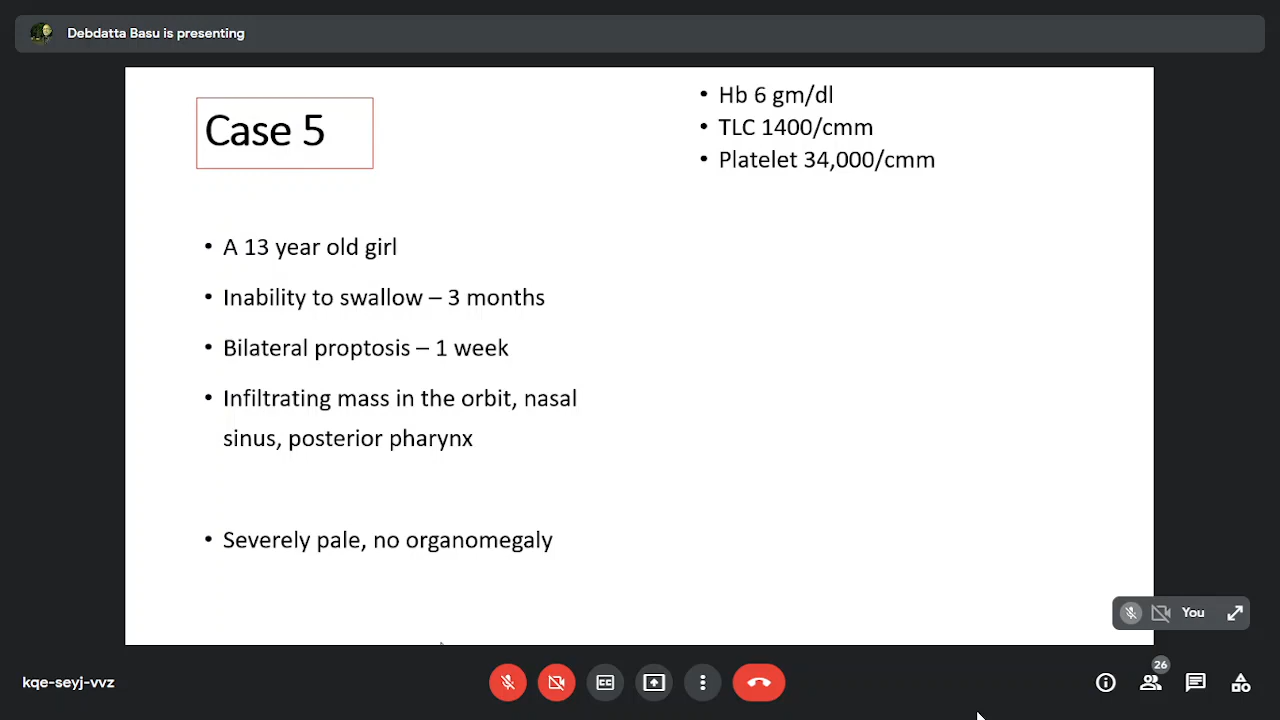 Debdatta Basu is presenting
Case 5
• Hb 6 gm/dl
• TLC 1400/cmm
• Platelet 34,000/cmm
• A 13 year old girl
• Inability to swallow – 3 months
• Bilateral proptosis – 1 week
• Infiltrating mass in the orbit, nasal
sinus, posterior pharynx
• Severely pale, no organomegaly
You
kqe-seyj-vvz
CC
26